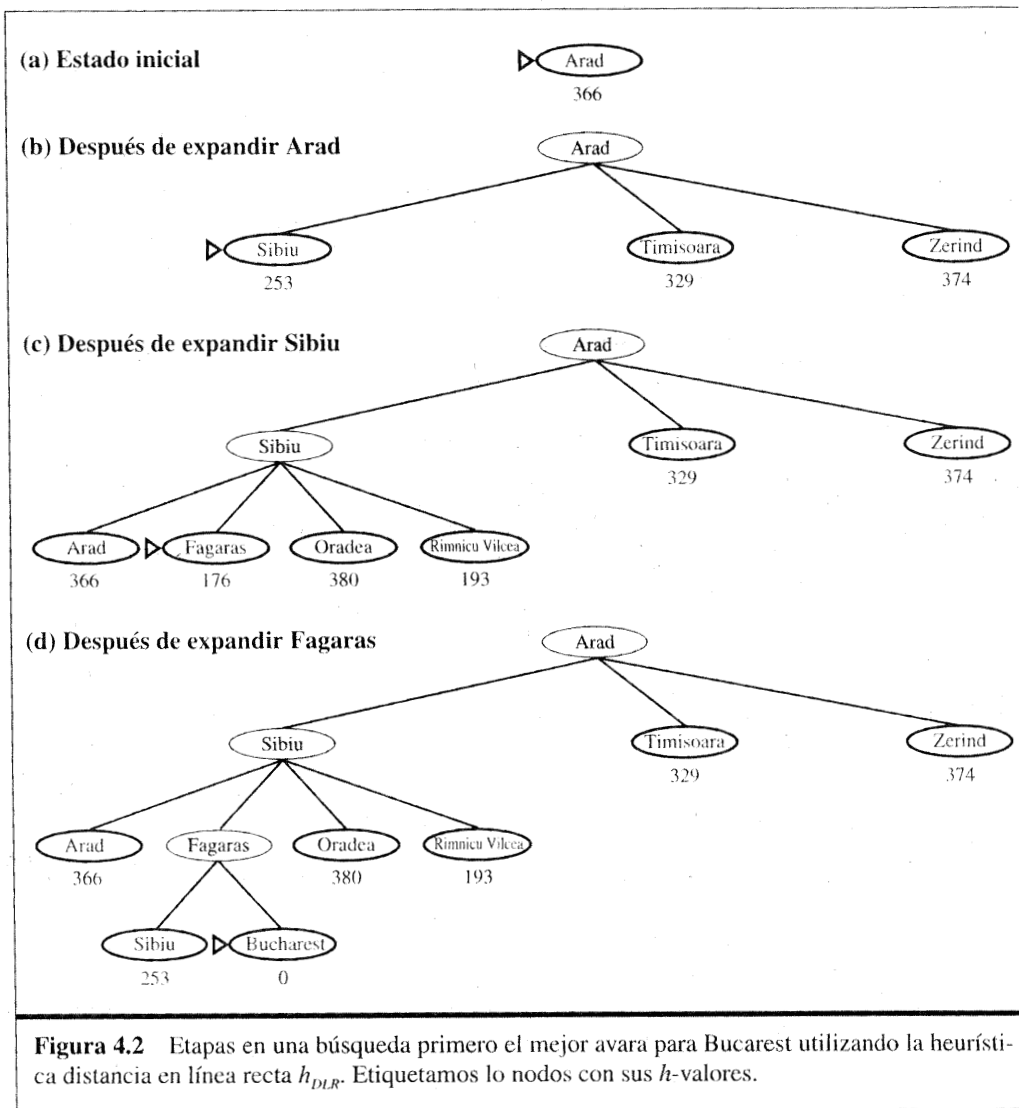 (a) Estado inicial
Arad
366
(b) Después de expandir Arad
Arad
Sibiu
Timisoara
Zerind
253
329
374
(c) Después de expandir Sibiu
Arad
Sibiu
Timisoara
Zerind
329
374
Arad
Fagaras
Oradea
Rimnicu Vilcea
366
176
380
193
(d) Después de expandir Fagaras
Arad
Sibiu
Timisoara
Zerind
329
374
Arad
Fagaras
Oradea
Rimnicu Vilcea
366
380
193
Sibiu
Bucharest
253
0
Figura 4.2 Etapas en una búsqueda primero el mejor avara para Bucarest utilizando la heurísti-
ca distancia en línea recta hDLR. Etiquetamos lo nodos con sus h-valores.